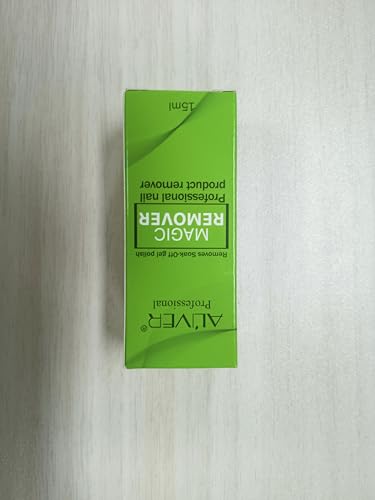 ALIVER®
Professional
Removes Soak-Off gel polish
MAGIC
REMOVER
Professional nail
product remover
15ml